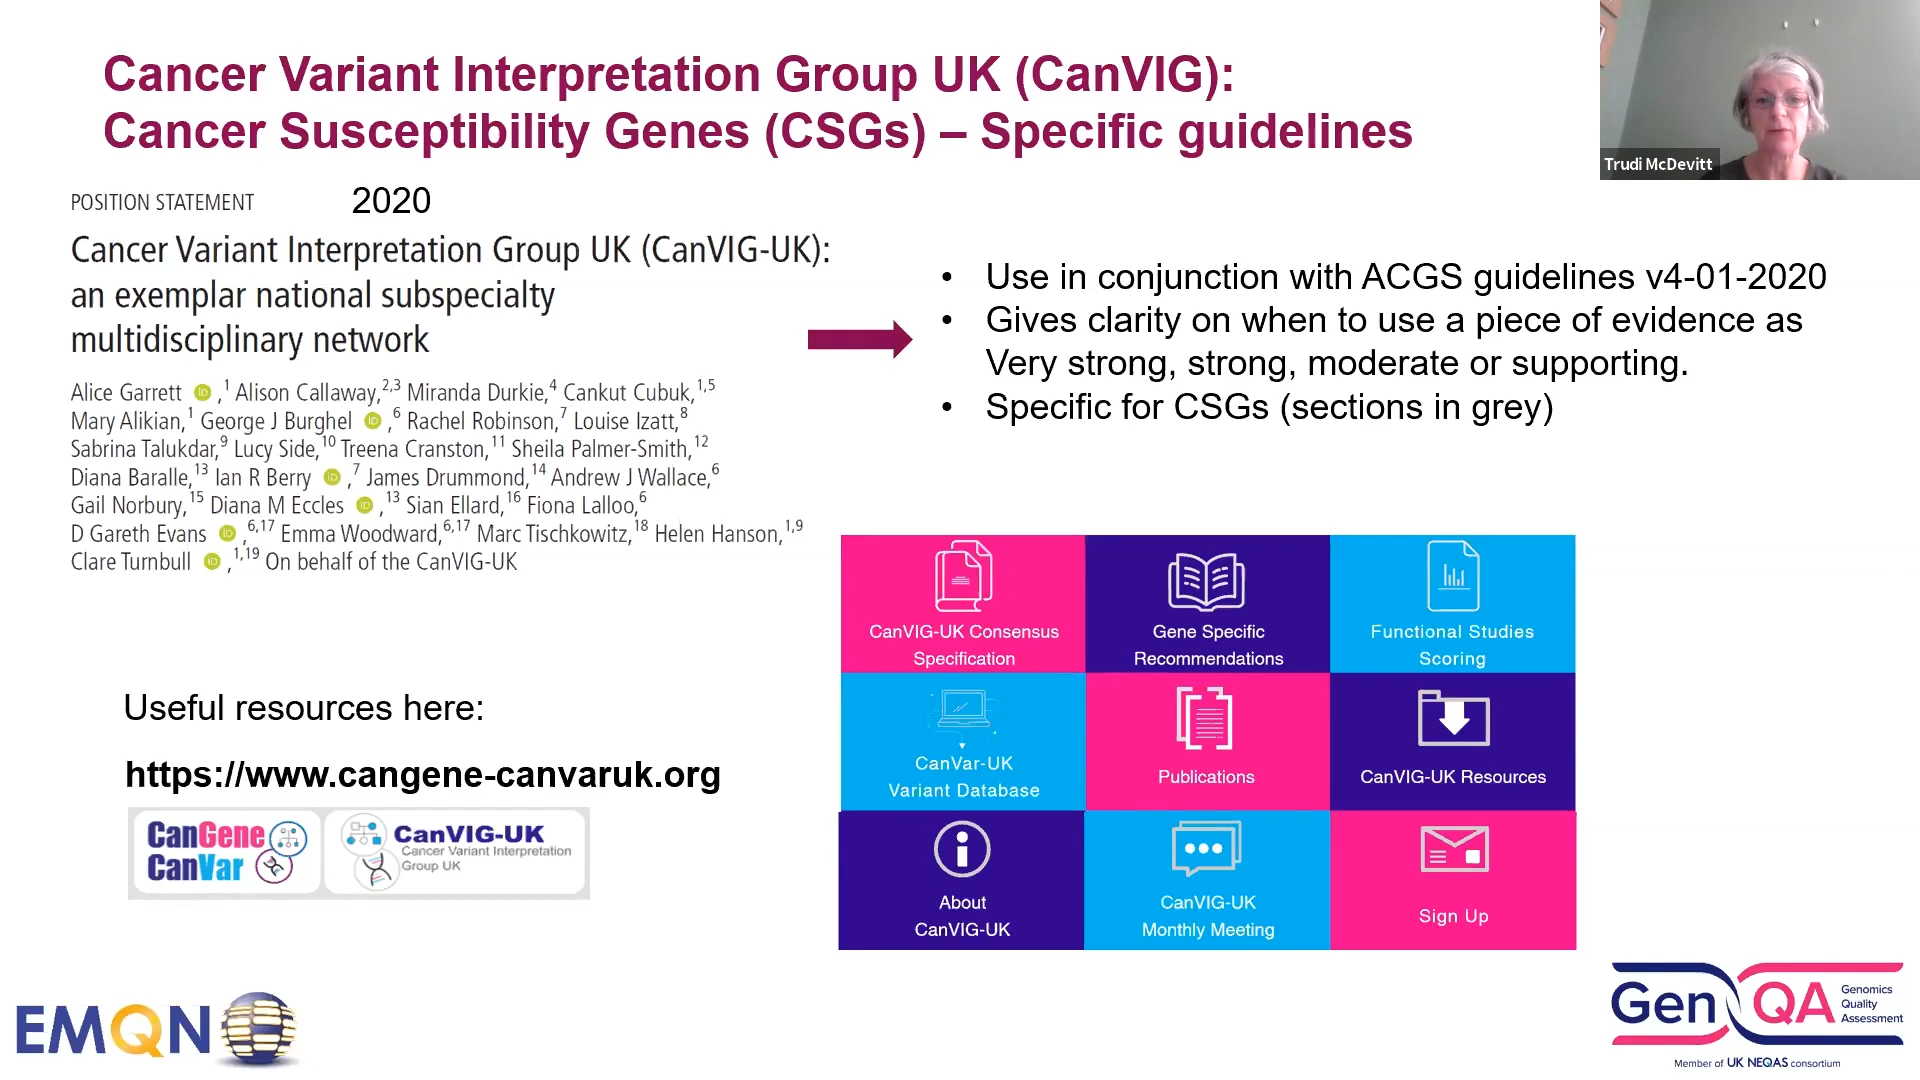 Cancer Variant Interpretation Group UK (CanVIG):
Cancer Susceptibility Genes (CSGs) – Specific guidelines
Trudi McDevitt
POSITION STATEMENT
2020
Cancer Variant Interpretation Group UK (CanVIG-UK):
an exemplar national subspecialty
multidisciplinary network
Alice Garrett iD ,1 Alison Callaway,2,3 Miranda Durkie,4 Cankut Cubuk,1,5
Mary Alikian,1 George J Burghel iD ,6 Rachel Robinson,7 Louise Izatt,8
Sabrina Talukdar,9 Lucy Side,10 Treena Cranston,11 Sheila Palmer-Smith,12
Diana Baralle,13 Ian R Berry iD ,7 James Drummond,14 Andrew J Wallace,6
Gail Norbury,15 Diana M Eccles iD ,13 Sian Ellard,16 Fiona Lalloo,6
D Gareth Evans iD ,6,17 Emma Woodward,6,17 Marc Tischkowitz,18 Helen Hanson,1,9
Clare Turnbull iD ,1,19 On behalf of the CanVIG-UK
• Use in conjunction with ACGS guidelines v4-01-2020
• Gives clarity on when to use a piece of evidence as
Very strong, strong, moderate or supporting.
• Specific for CSGs (sections in grey)
Useful resources here:
https://www.cangene-canvaruk.org
CanGene
CanVar
CanVIG-UK
Cancer Variant Interpretation
Group UK
CanVIG-UK Consensus
Specification
Gene Specific
Recommendations
Functional Studies
Scoring
CanVar-UK
Variant Database
Publications
CanVIG-UK Resources
About
CanVIG-UK
CanVIG-UK
Monthly Meeting
Sign Up
EMQN
GenQA
Genomics
Quality
Assessment
Member of UK NEQAS consortium